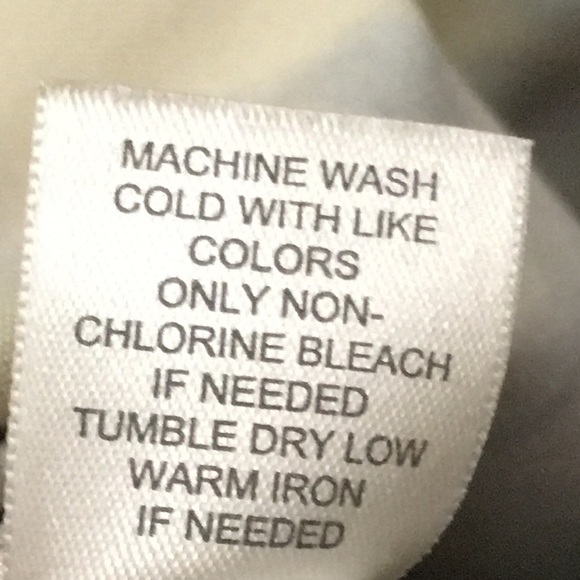 MACHINE WASH
COLD WITH LIKE
COLORS
ONLY NON-
CHLORINE BLEACH
IF NEEDED
TUMBLE DRY LOW
WARM IRON
IF NEEDED